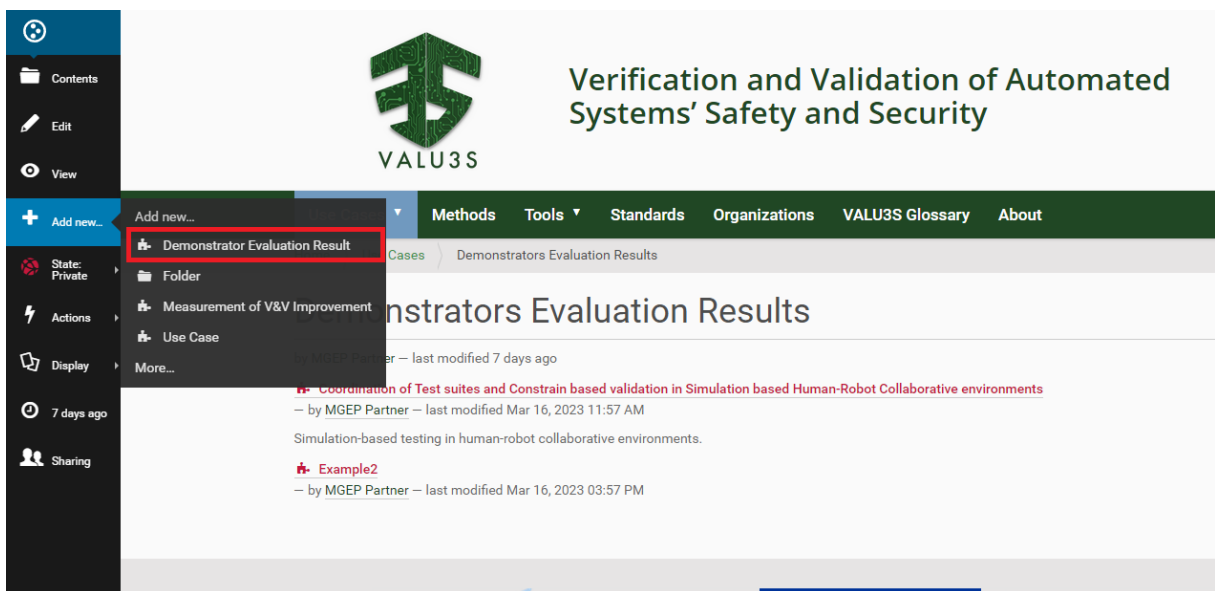 Contents
Edit
View
Add new…
State:
Private
Actions
Display
7 days ago
Sharing
VALU3S
Verification and Validation of Automated
Systems' Safety and Security
Methods Tools Standards Organizations VALU3S Glossary About
Add new…
Demonstrator Evaluation Result
Folder
Measurement of V&V Improvement
Use Case
More…
Cases Demonstrators Evaluation Results
Demonstrators Evaluation Results
by MGEP Partner — last modified 7 days ago
Coordination of Test suites and Constrain based validation in Simulation based Human-Robot Collaborative environments
— by MGEP Partner — last modified Mar 16, 2023 11:57 AM
Simulation-based testing in human-robot collaborative environments.
Example2
— by MGEP Partner — last modified Mar 16, 2023 03:57 PM